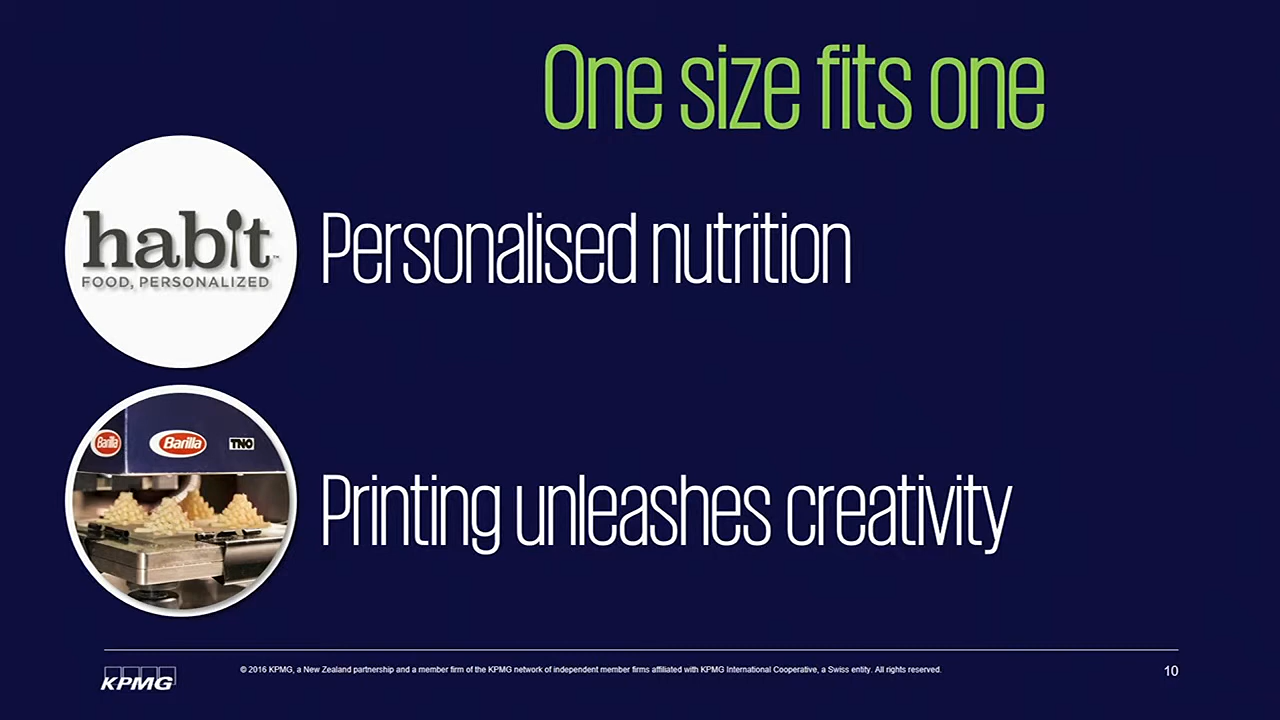 One size fits one
habit™
FOOD, PERSONALIZED
Personalised nutrition
Barilla
Barilla
TNO
Printing unleashes creativity
KPMG
© 2016 KPMG, a New Zealand partnership and a member firm of the KPMG network of independent member firms affiliated with KPMG International Cooperative, a Swiss entity. All rights reserved.
10